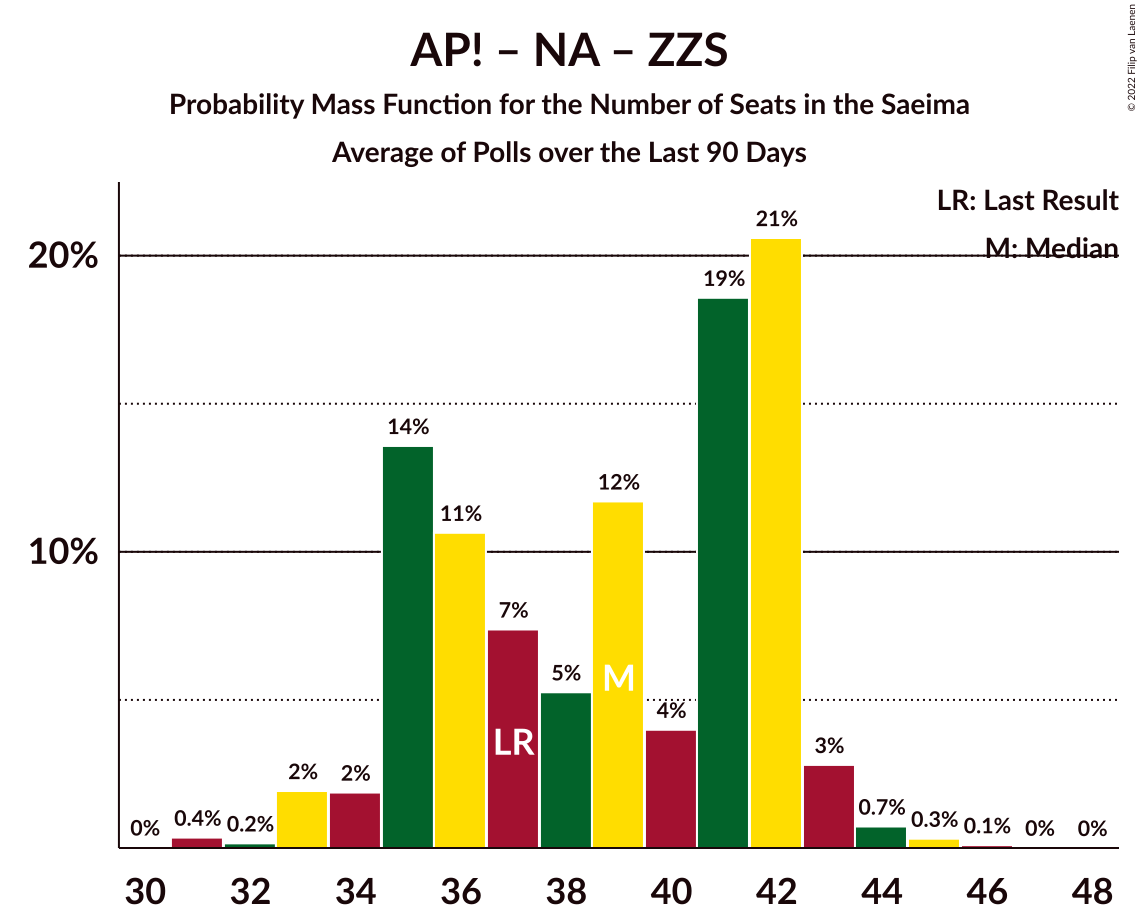 AP! – NA – ZZS
Probability Mass Function for the Number of Seats in the Saeima
Average of Polls over the Last 90 Days
© 2022 Filip van Laenen
LR: Last Result
M: Median
20%
10%
0%
0.4%
0.2%
2%
2%
14%
11%
7%
5%
12%
4%
19%
21%
3%
0.7%
0.3%
0.1%
0%
0%
LR
M
30 32 34 36 38 40 42 44 46 48